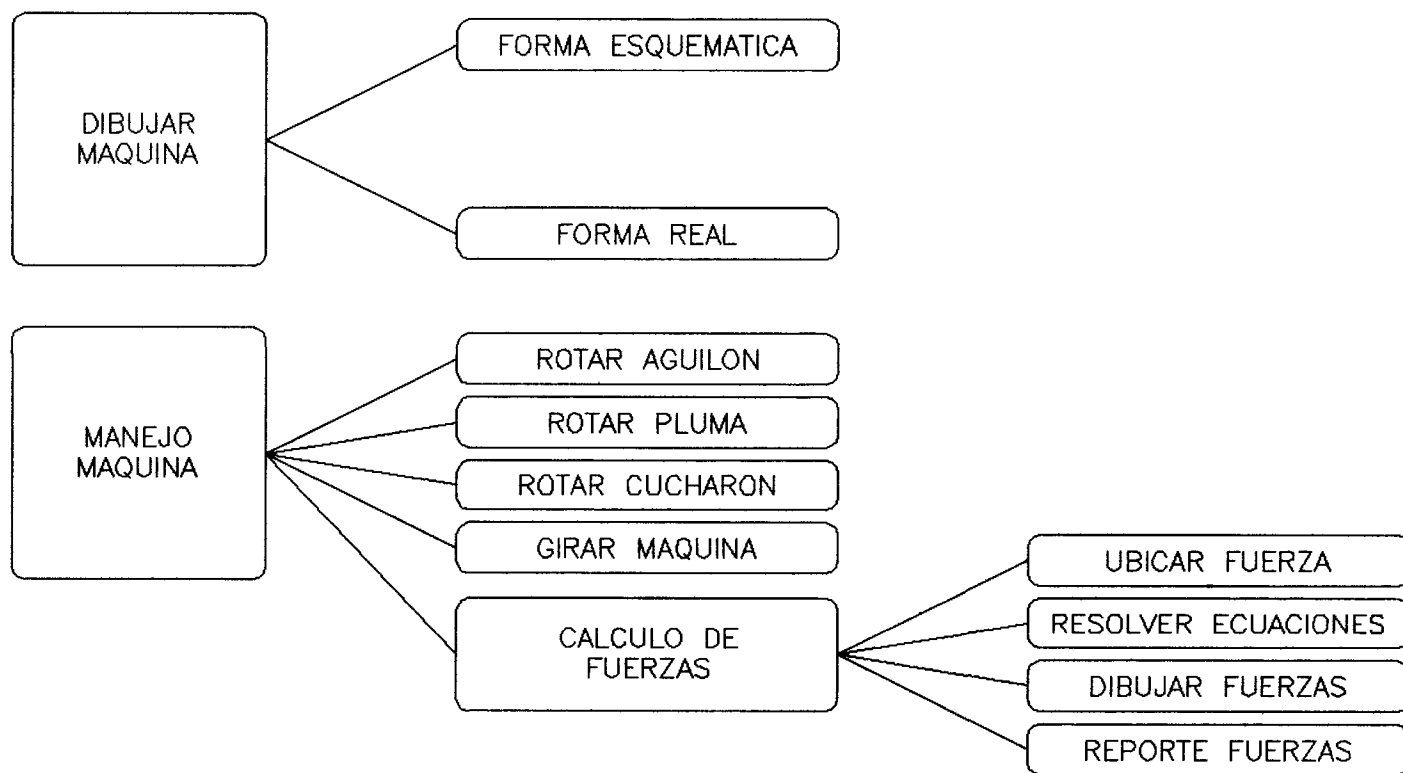 DIBUJAR
MAQUINA
FORMA ESQUEMATICA
FORMA REAL
MANEJO
MAQUINA
ROTAR AGUILON
ROTAR PLUMA
ROTAR CUCHARON
GIRAR MAQUINA
CALCULO DE
FUERZAS
UBICAR FUERZA
RESOLVER ECUACIONES
DIBUJAR FUERZAS
REPORTE FUERZAS